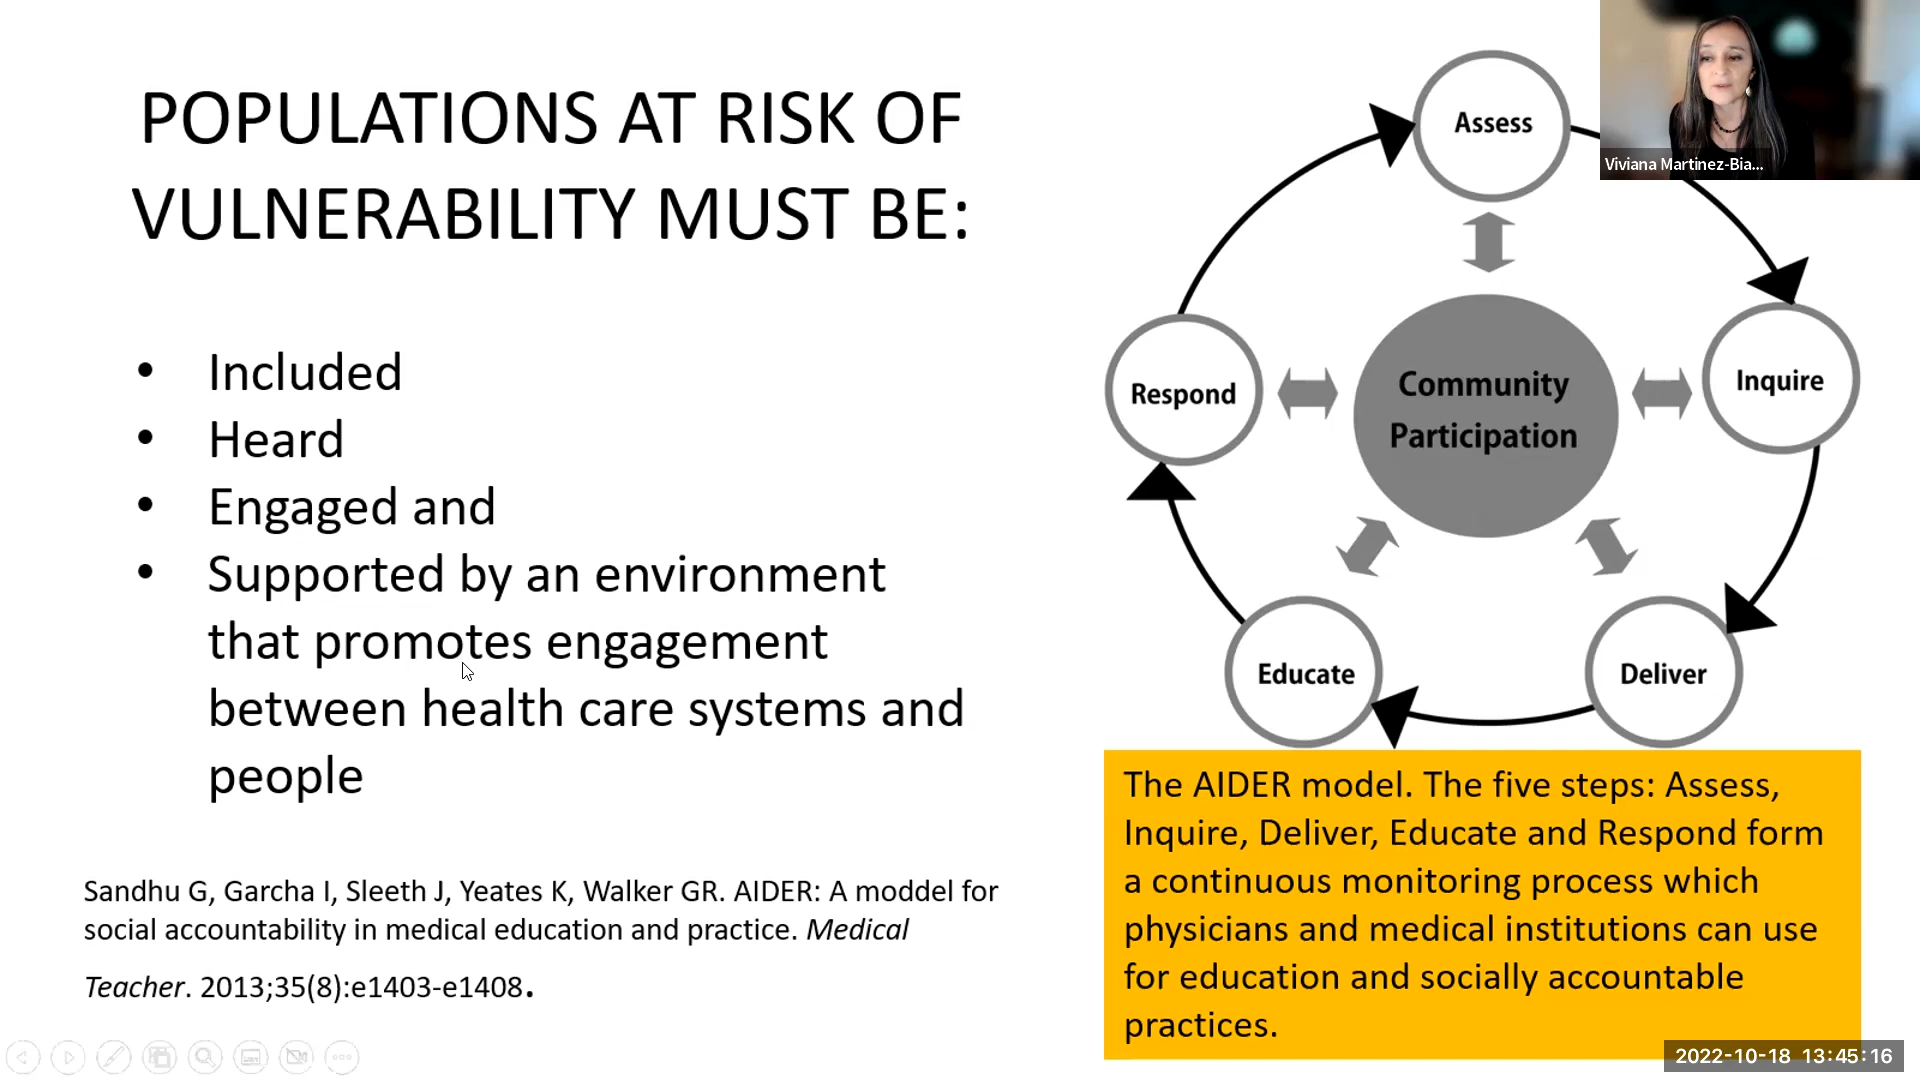 POPULATIONS AT RISK OF
VULNERABILITY MUST BE:
• Included
• Heard
• Engaged and
• Supported by an environment
that promotes engagement
between health care systems and
people
Sandhu G, Garcha I, Sleeth J, Yeates K, Walker GR. AIDER: A moddel for
social accountability in medical education and practice. Medical
Teacher. 2013;35(8):e1403-e1408.
Assess
Inquire
Deliver
Educate
Respond
Community
Participation
The AIDER model. The five steps: Assess,
Inquire, Deliver, Educate and Respond form
a continuous monitoring process which
physicians and medical institutions can use
for education and socially accountable
practices.
Viviana Martinez-Bia...
2022-10-18 13:45:16